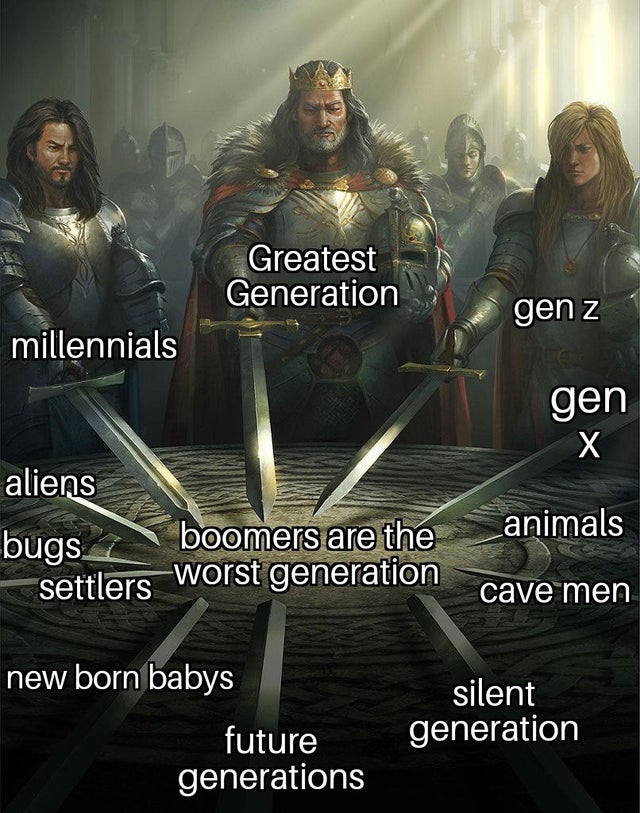 Greatest
Generation
gen z
millennials
gen
x
aliens
boomers are the
worst generation
animals
bugs
settlers
cave men
new born babys
silent
generation
future
generations